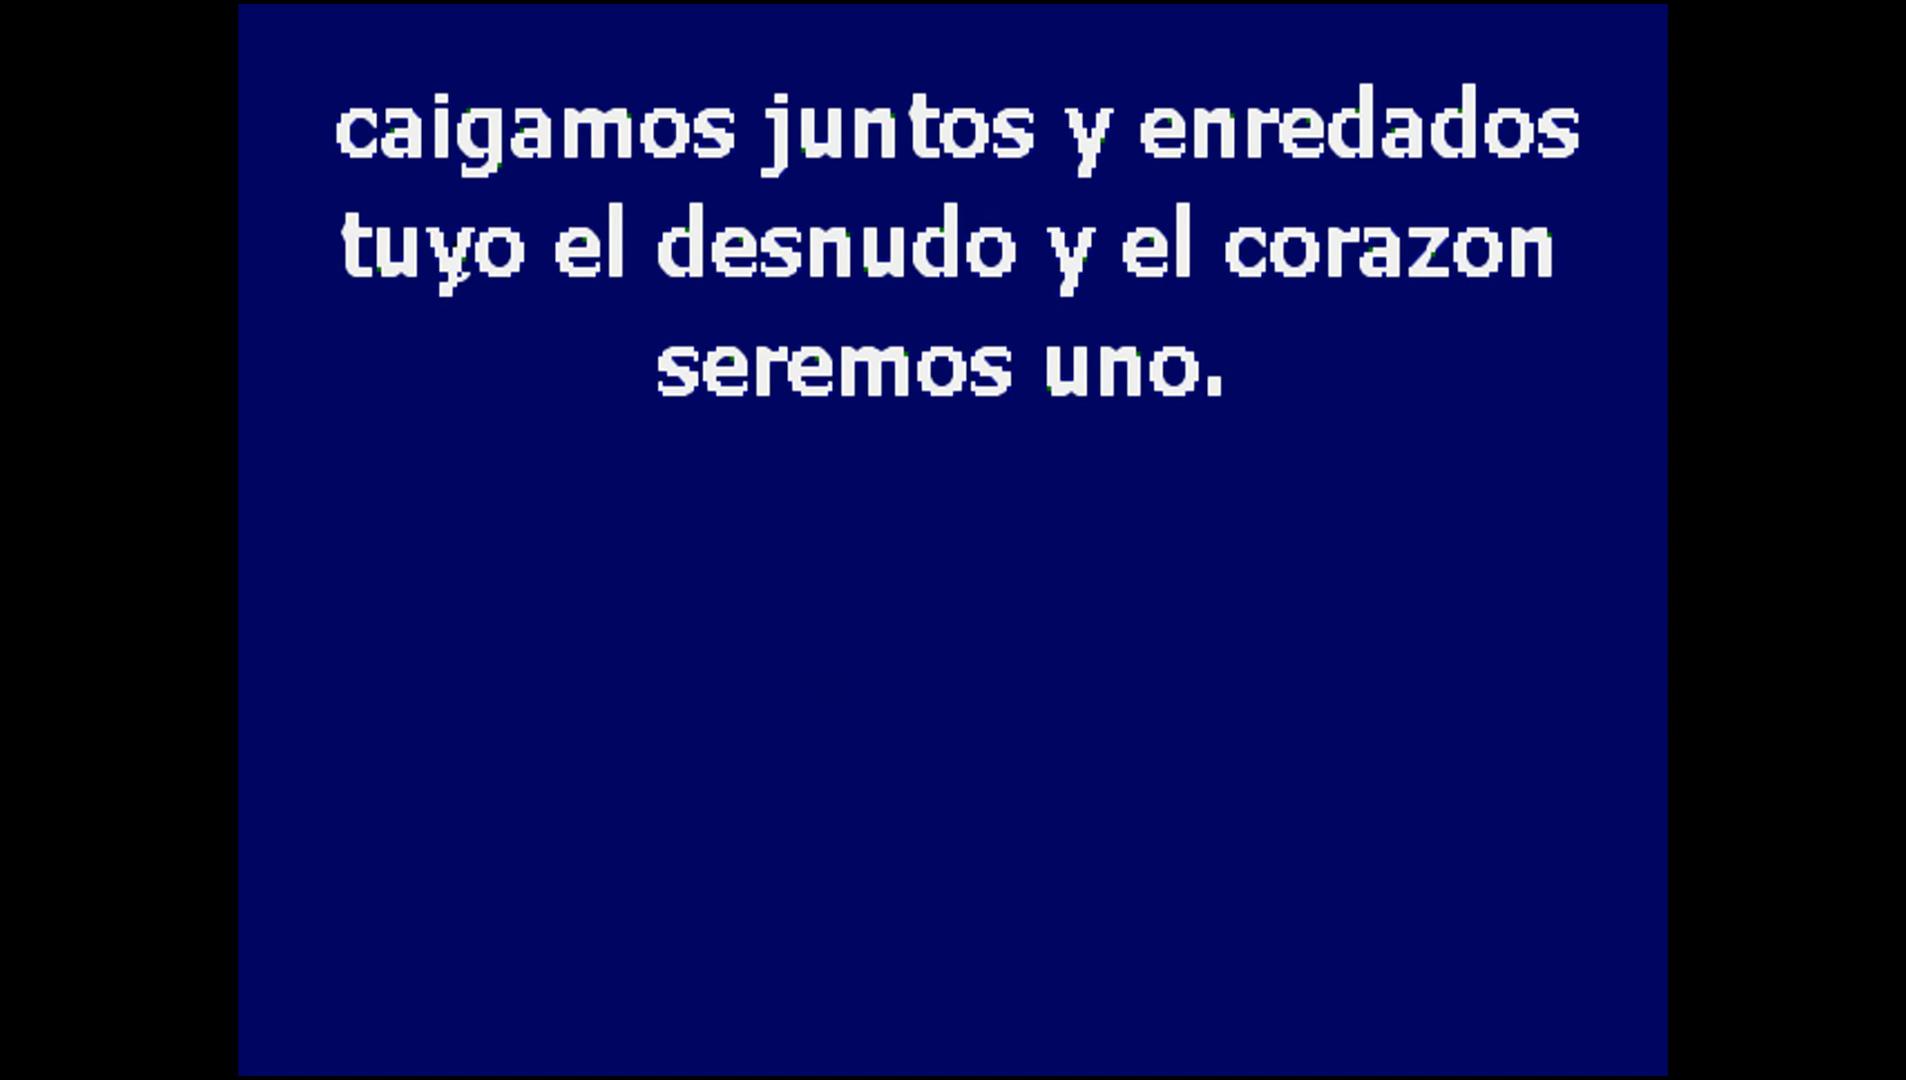 caigamos juntos y enredados
tuyo el desnudo y el corazon
seremos uno.